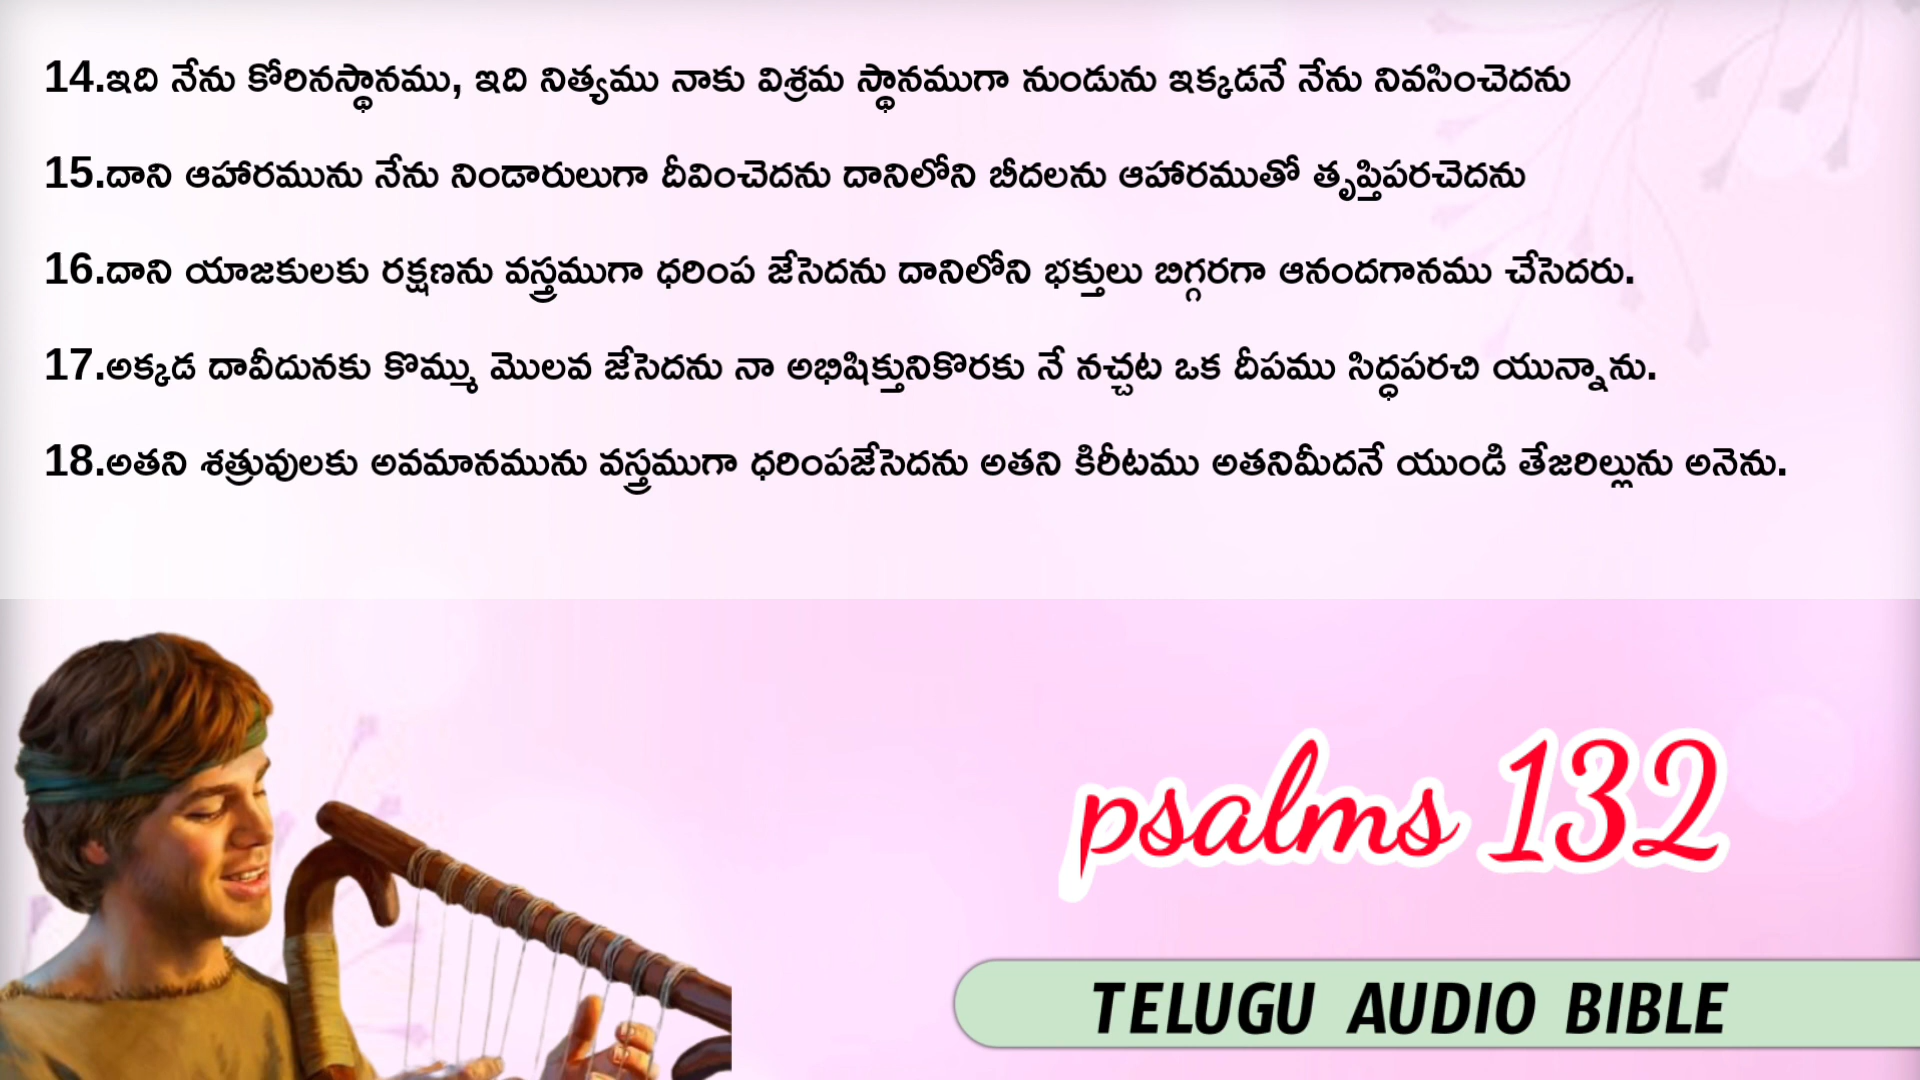 14.ఇది నేను కోరినస్థానము, ఇది నిత్యము నాకు విశ్రమ స్థానముగా నుండును ఇక్కడనే నేను నివసించెదను
15.దాని ఆహారమును నేను నిండారులుగా దీవించెదను దానిలోని బీదలను ఆహారముతో తృప్తిపరచెదను
16.దాని యాజకులకు రక్షణను వస్త్రముగా ధరింప జేసెదను దానిలోని భక్తులు బిగ్గరగా ఆనందగానము చేసెదరు.
17.అక్కడ దావీదునకు కొమ్ము మొలవ జేసెదను నా అభిషిక్తునికొరకు నే నచ్చట ఒక దీపము సిద్ధపరచి యున్నాను.
18.అతని శత్రువులకు అవమానమును వస్త్రముగా ధరింపజేసెదను అతని కిరీటము అతనిమీదనే యుండి తేజరిల్లును అనెను.
psalms 132
TELUGU AUDIO BIBLE